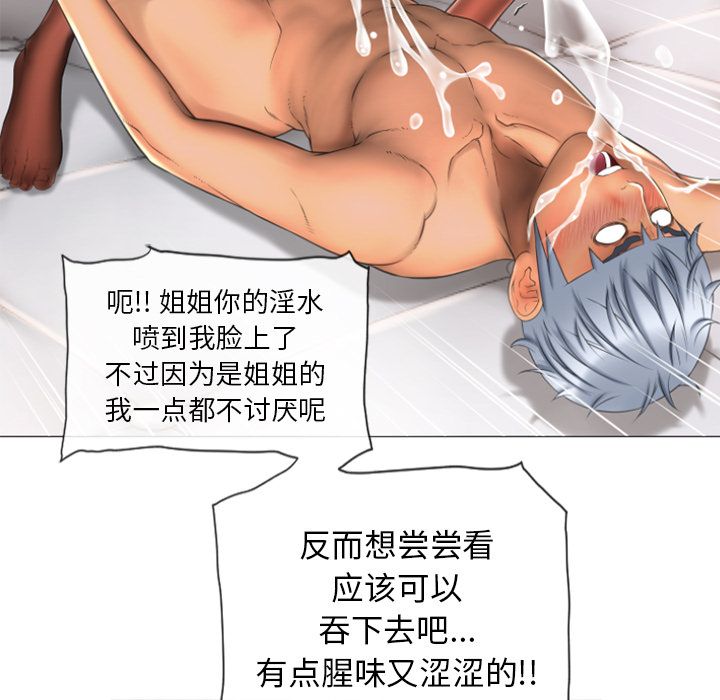 呃!! 姐姐你的淫水
喷到我脸上了
不过因为是姐姐的
我一点都不讨厌呢
反而想尝尝看
应该可以
吞下去吧...
有点腥味又涩涩的!!